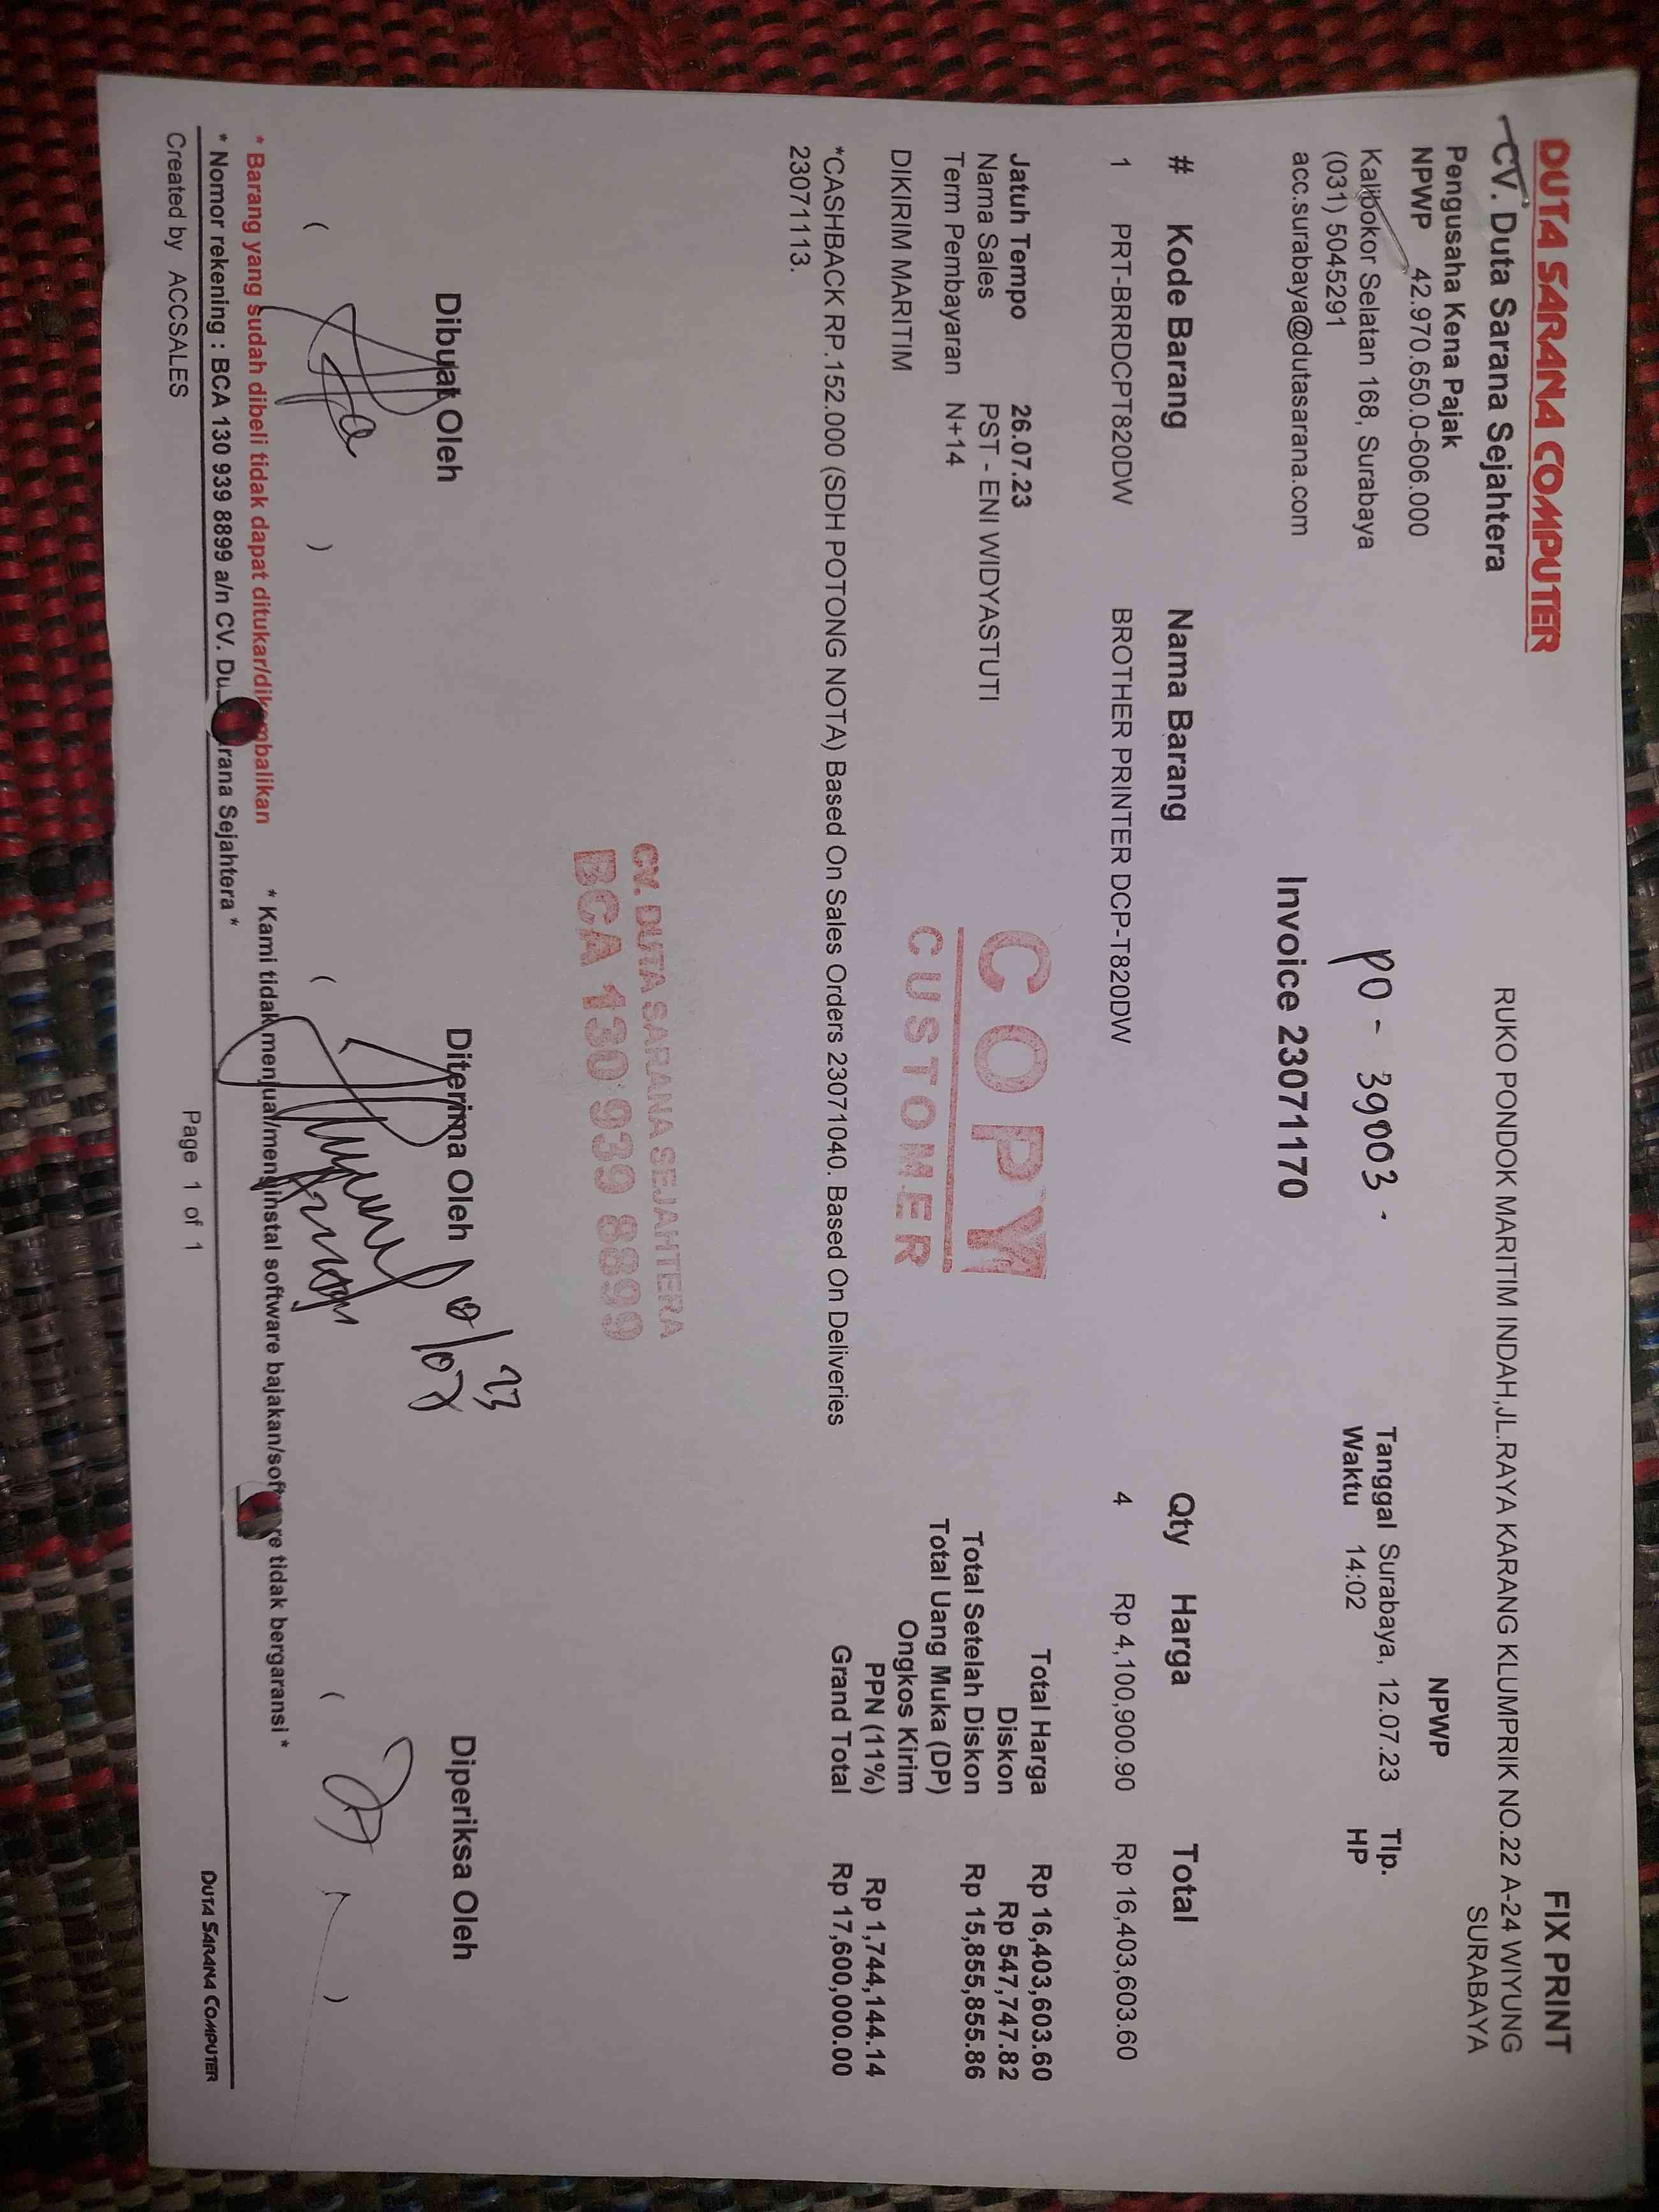 DUTA SARANA COMPUTER
CV. Duta Sarana Sejahtera
Pengusaha Kena Pajak
NPWP 42.970.650.0-606.000
Kalibokor Selatan 168, Surabaya
(031) 5045291
acc.surabaya@dutasarana.com
FIX PRINT
RUKO PONDOK MARITIM INDAH,JL.RAYA KARANG KLUMPRIK NO.22 A-24 WIYUNG
SURABAYA
NPWP
PO - 39003 -
Tanggal Surabaya, 12.07.23 Tlp.
Waktu 14:02 HP
Invoice 23071170
# Kode Barang Nama Barang Qty Harga Total
1 PRT-BRRDCPT820DW BROTHER PRINTER DCP-T820DW 4 Rp 4,100,900.90 Rp 16,403,603.60
Jatuh Tempo 26.07.23
Nama Sales PST - ENI WIDYASTUTI
Term Pembayaran N+14
DIKIRIM MARITIM
COPY
CUSTOMER
Total Harga Rp 16,403,603.60
Diskon Rp 547,747.82
Total Setelah Diskon Rp 15,855,855.86
Total Uang Muka (DP)
Ongkos Kirim
PPN (11%) Rp 1,744,144.14
Grand Total Rp 17,600,000.00
*CASHBACK RP.152.000 (SDH POTONG NOTA) Based On Sales Orders 23071040. Based On Deliveries
23071113.
CV. DUTA SARANA SEJAHTERA
BCA 130 939 8899
Dibuat Oleh Diterima Oleh Diperiksa Oleh
( ) ( ( )
* Barang yang sudah dibeli tidak dapat ditukar/dikembalikan * Kami tidak menjual/menginstal software bajakan/software tidak bergaransi *
* Nomor rekening : BCA 130 939 8899 a/n CV. Duta Sarana Sejahtera *
Created by ACCSALES Page 1 of 1 DUTA SARANA COMPUTER